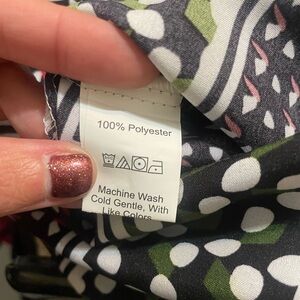 100% Polyester
Machine Wash
Cold Gentle, With
Like Colors